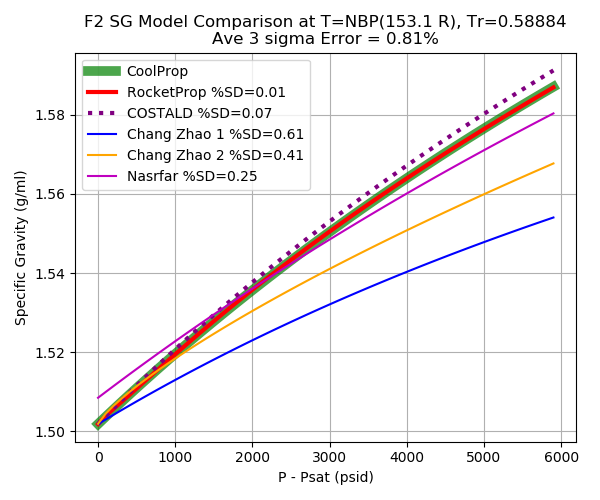 F2 SG Model Comparison at T=NBP(153.1 R), Tr=0.58884
Ave 3 sigma Error = 0.81%
CoolProp
RocketProp %SD=0.01
COSTALD %SD=0.07
Chang Zhao 1 %SD=0.61
Chang Zhao 2 %SD=0.41
Nasrfar %SD=0.25
Specific Gravity (g/ml)
1.58
1.56
1.54
1.52
1.50
0 1000 2000 3000 4000 5000 6000
P - Psat (psid)